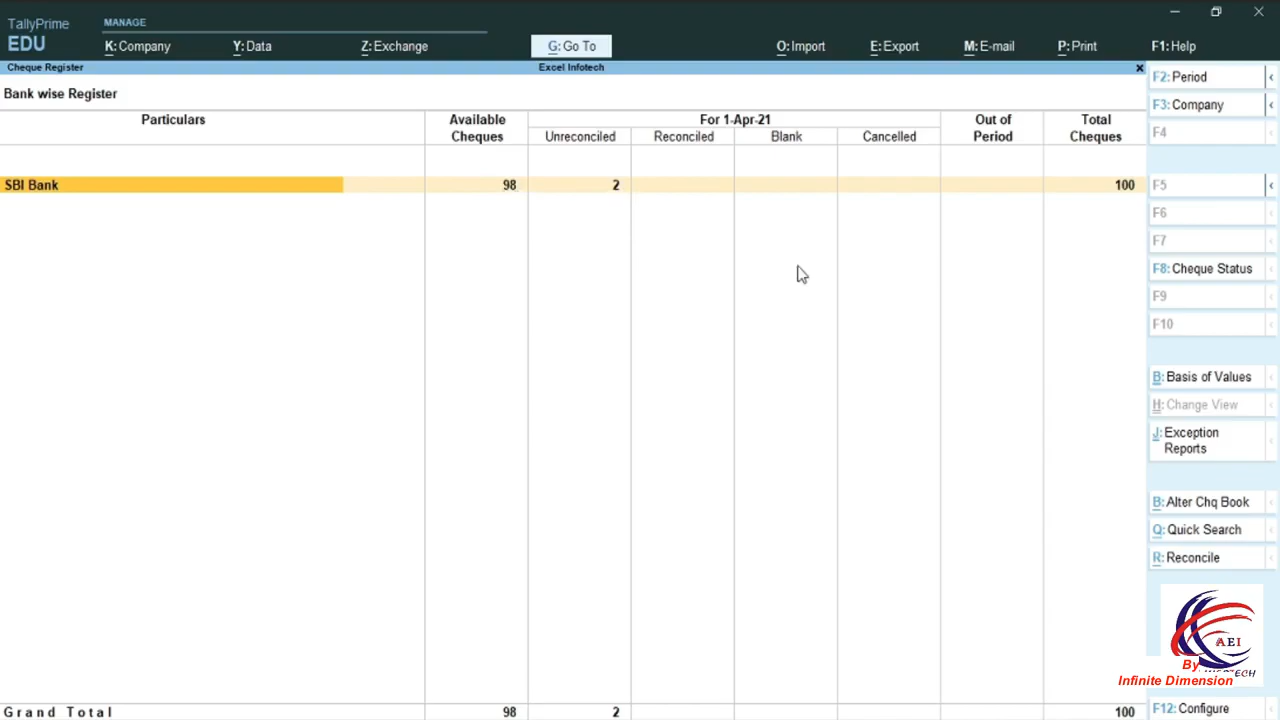 TallyPrime
EDU
MANAGE
K: Company
Y: Data
Z: Exchange
G: Go To
O: Import
E: Export
M: E-mail
P: Print
F1: Help
Cheque Register
Excel Infotech
Bank wise Register
Particulars
Available Cheques
For 1-Apr-21
Unreconciled
Reconciled
Blank
Cancelled
Out of Period
Total Cheques
SBI Bank 98 2 100
Grand Total 98 2 100
F2: Period
F3: Company
F4
F5
F6
F7
F8: Cheque Status
F9
F10
B: Basis of Values
H: Change View
J: Exception
Reports
B: Alter Chq Book
Q: Quick Search
R: Reconcile
AEI
By
Infinite Dimension
F12: Configure